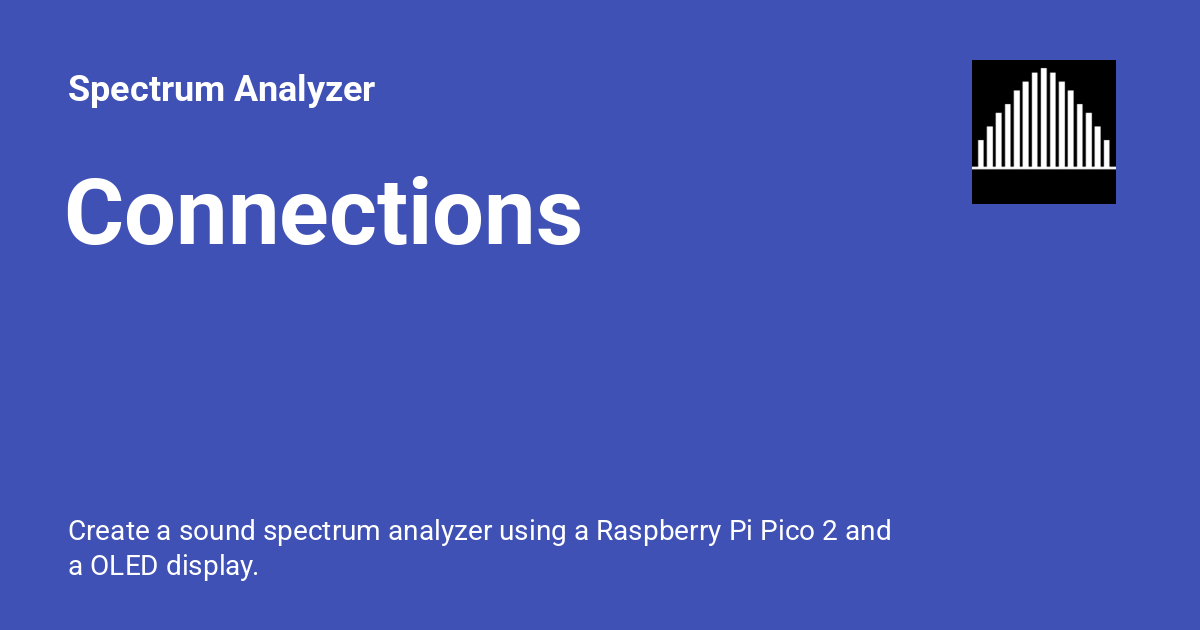 Spectrum Analyzer
Connections
Create a sound spectrum analyzer using a Raspberry Pi Pico 2 and
a OLED display.